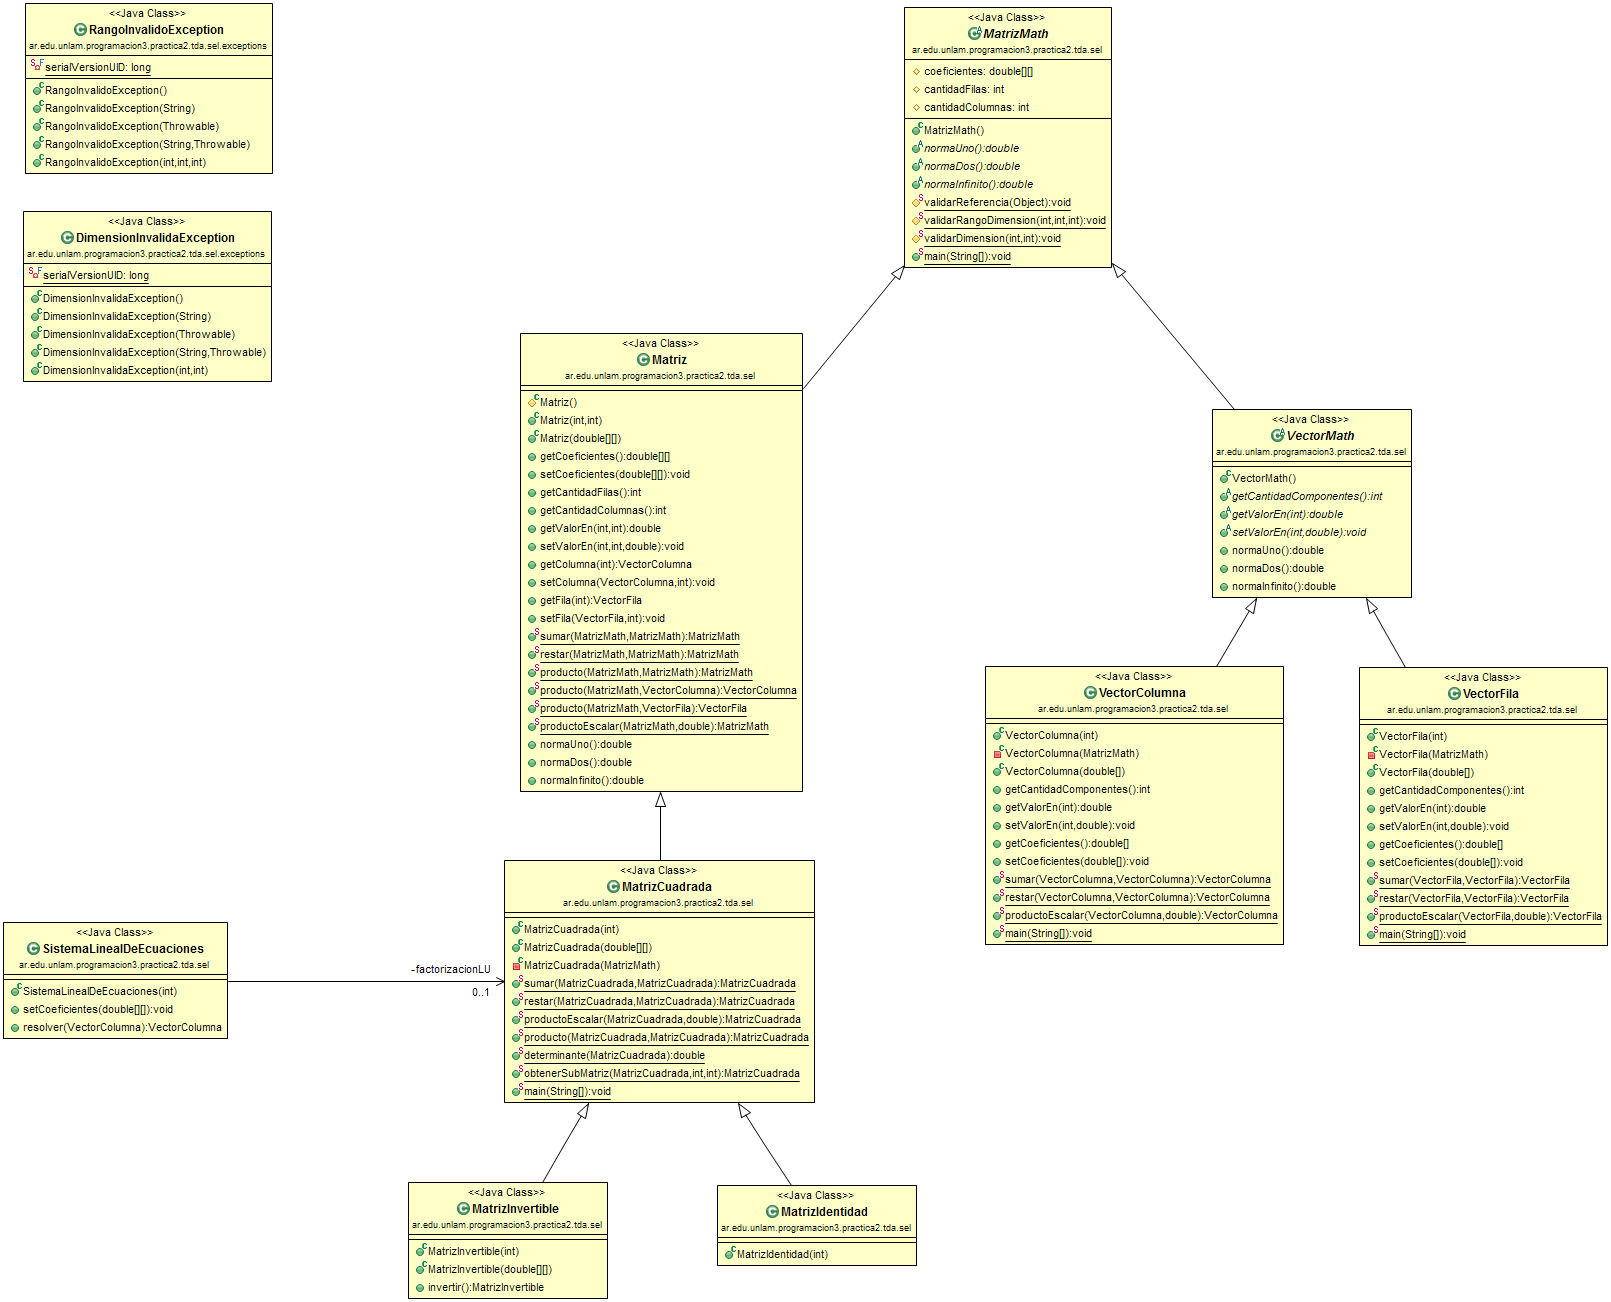 <<Java Class>>
RangoInvalidoException
ar.edu.unlam.programacion3.practica2.tda.sel.exceptions
serialVersionUID: long
RangoInvalidoException()
RangoInvalidoException(String)
RangoInvalidoException(Throwable)
RangoInvalidoException(String,Throwable)
RangoInvalidoException(int,int,int)
<<Java Class>>
DimensionInvalidaException
ar.edu.unlam.programacion3.practica2.tda.sel.exceptions
serialVersionUID: long
DimensionInvalidaException()
DimensionInvalidaException(String)
DimensionInvalidaException(Throwable)
DimensionInvalidaException(String,Throwable)
DimensionInvalidaException(int,int)
<<Java Class>>
MatrizMath
ar.edu.unlam.programacion3.practica2.tda.sel
coeficientes: double[][]
cantidadFilas: int
cantidadColumnas: int
MatrizMath()
normaUno():double
normaDos():double
normaInfinito():double
validarReferencia(Object):void
validarRangoDimension(int,int,int):void
validarDimension(int,int):void
main(String[]):void
<<Java Class>>
Matriz
ar.edu.unlam.programacion3.practica2.tda.sel
Matriz()
Matriz(int,int)
Matriz(double[][])
getCoeficientes():double[][]
setCoeficientes(double[][]):void
getCantidadFilas():int
getCantidadColumnas():int
getValorEn(int,int):double
setValorEn(int,int,double):void
getColumna(int):VectorColumna
setColumna(VectorColumna,int):void
getFila(int):VectorFila
setFila(VectorFila,int):void
sumar(MatrizMath,MatrizMath):MatrizMath
restar(MatrizMath,MatrizMath):MatrizMath
producto(MatrizMath,MatrizMath):MatrizMath
producto(MatrizMath,VectorColumna):VectorColumna
producto(MatrizMath,VectorFila):VectorFila
productoEscalar(MatrizMath,double):MatrizMath
normaUno():double
normaDos():double
normaInfinito():double
<<Java Class>>
VectorMath
ar.edu.unlam.programacion3.practica2.tda.sel
VectorMath()
getCantidadComponentes():int
getValorEn(int):double
setValorEn(int,double):void
normaUno():double
normaDos():double
normaInfinito():double
<<Java Class>>
VectorColumna
ar.edu.unlam.programacion3.practica2.tda.sel
VectorColumna(int)
VectorColumna(MatrizMath)
VectorColumna(double[])
getCantidadComponentes():int
getValorEn(int):double
setValorEn(int,double):void
getCoeficientes():double[]
setCoeficientes(double[]):void
sumar(VectorColumna,VectorColumna):VectorColumna
restar(VectorColumna,VectorColumna):VectorColumna
productoEscalar(VectorColumna,double):VectorColumna
main(String[]):void
<<Java Class>>
VectorFila
ar.edu.unlam.programacion3.practica2.tda.sel
VectorFila(int)
VectorFila(MatrizMath)
VectorFila(double[])
getCantidadComponentes():int
getValorEn(int):double
setValorEn(int,double):void
getCoeficientes():double[]
setCoeficientes(double[]):void
sumar(VectorFila,VectorFila):VectorFila
restar(VectorFila,VectorFila):VectorFila
productoEscalar(VectorFila,double):VectorFila
main(String[]):void
<<Java Class>>
SistemaLinealDeEcuaciones
ar.edu.unlam.programacion3.practica2.tda.sel
SistemaLinealDeEcuaciones(int)
setCoeficientes(double[][]):void
resolver(VectorColumna):VectorColumna
-factorizacionLU
0..1
<<Java Class>>
MatrizCuadrada
ar.edu.unlam.programacion3.practica2.tda.sel
MatrizCuadrada(int)
MatrizCuadrada(double[][])
MatrizCuadrada(MatrizMath)
sumar(MatrizCuadrada,MatrizCuadrada):MatrizCuadrada
restar(MatrizCuadrada,MatrizCuadrada):MatrizCuadrada
productoEscalar(MatrizCuadrada,double):MatrizCuadrada
producto(MatrizCuadrada,MatrizCuadrada):MatrizCuadrada
determinante(MatrizCuadrada):double
obtenerSubMatriz(MatrizCuadrada,int,int):MatrizCuadrada
main(String[]):void
<<Java Class>>
MatrizInvertible
ar.edu.unlam.programacion3.practica2.tda.sel
MatrizInvertible(int)
MatrizInvertible(double[][])
invertir():MatrizInvertible
<<Java Class>>
MatrizIdentidad
ar.edu.unlam.programacion3.practica2.tda.sel
MatrizIdentidad(int)